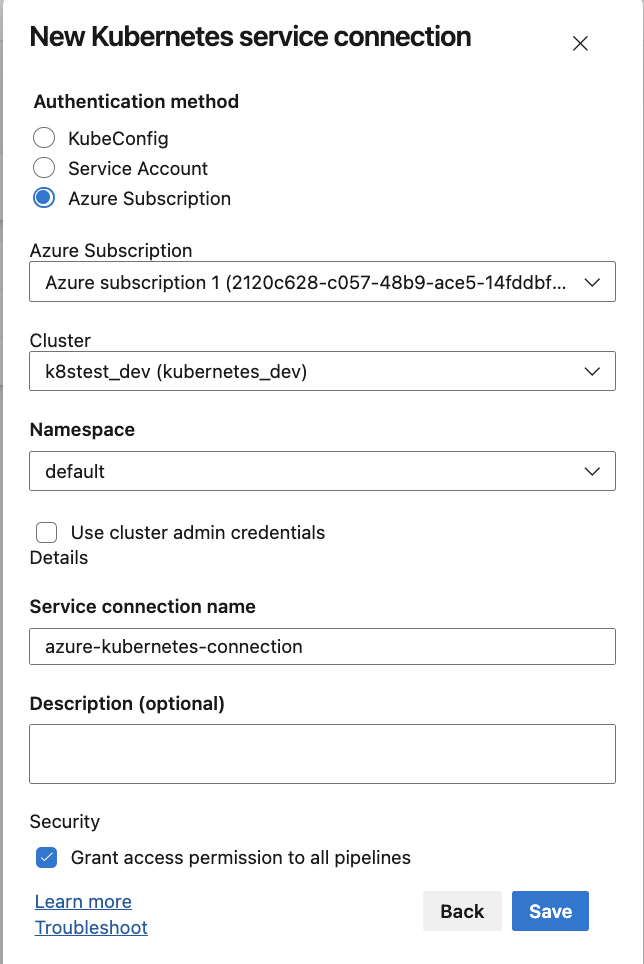 New Kubernetes service connection
Authentication method
KubeConfig
Service Account
Azure Subscription
Azure Subscription
Azure subscription 1 (2120c628-c057-48b9-ace5-14fddbf...
Cluster
k8stest_dev (kubernetes_dev)
Namespace
default
Use cluster admin credentials
Details
Service connection name
azure-kubernetes-connection
Description (optional)
Security
Grant access permission to all pipelines
Learn more
Troubleshoot
Back
Save